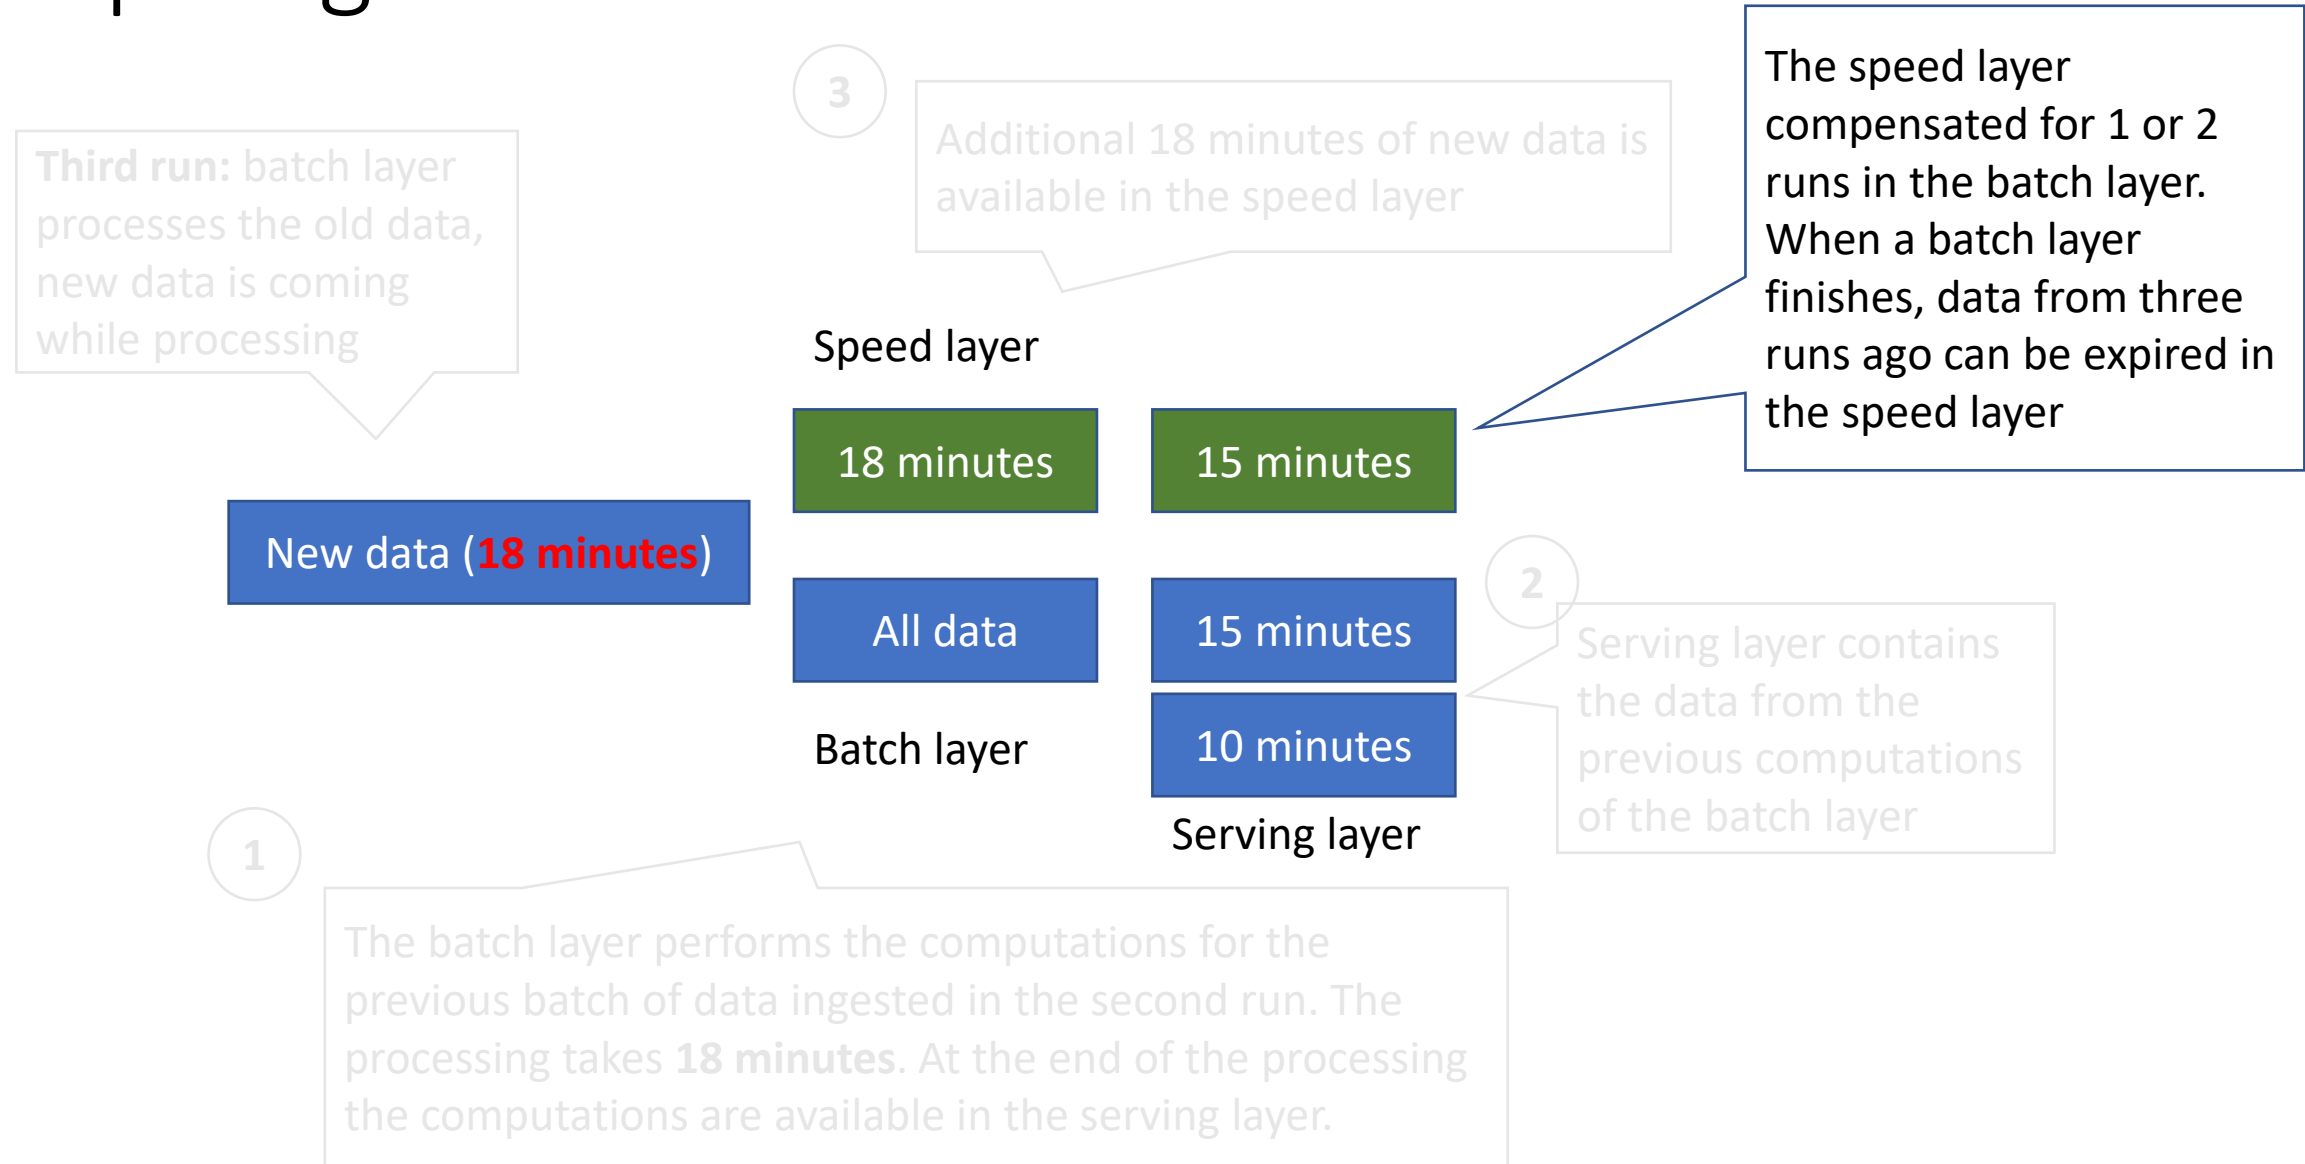 3
The speed layer
compensated for 1 or 2
runs in the batch layer.
When a batch layer
finishes, data from three
runs ago can be expired in
the speed layer
Additional 18 minutes of new data is
available in the speed layer
Third run: batch layer
processes the old data,
new data is coming
while processing
Speed layer
18 minutes
15 minutes
New data (18 minutes)
All data
15 minutes
10 minutes
Batch layer
Serving layer
2
Serving layer contains
the data from the
previous computations
of the batch layer
1
The batch layer performs the computations for the
previous batch of data ingested in the second run. The
processing takes 18 minutes. At the end of the processing
the computations are available in the serving layer.